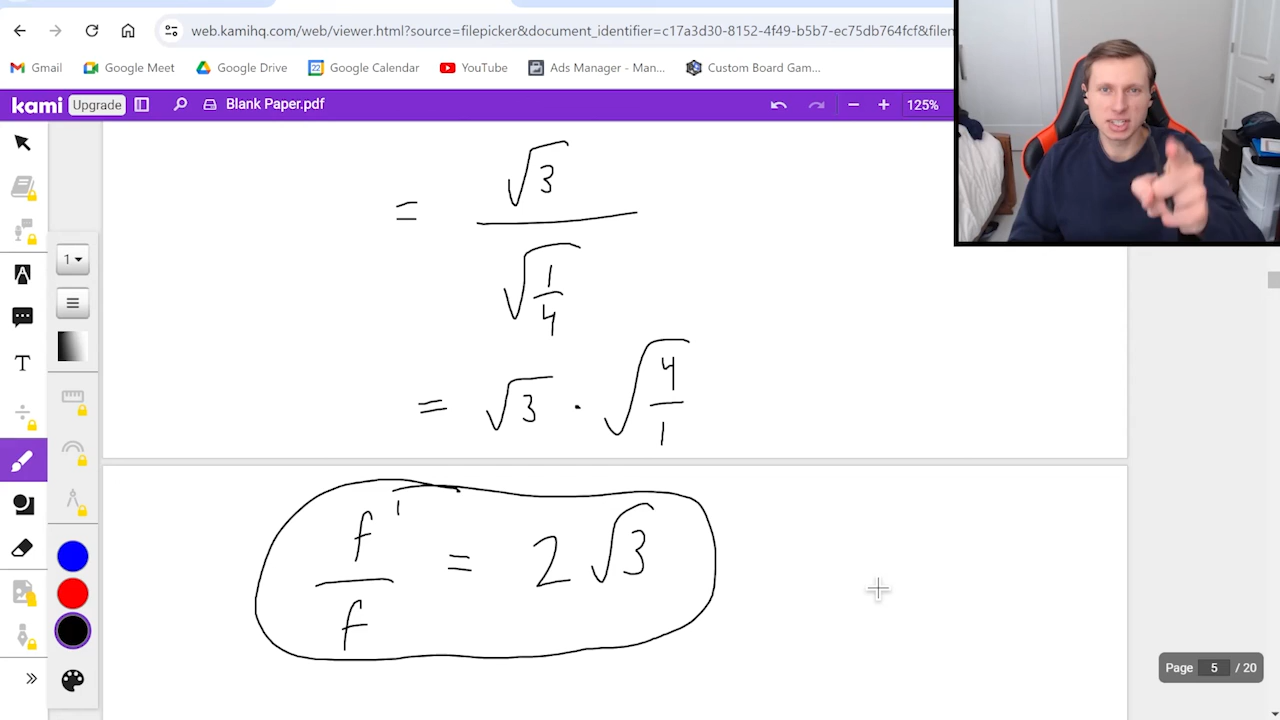 web.kamihq.com/web/viewer.html?source=filepicker&document_identifier=c17a3d30-8152-4f49-b5b7-ec75db764fcf&filen
Gmail Google Meet Google Drive 22 Google Calendar YouTube Ads Manager - Man... Custom Board Gam...
kami Upgrade Blank Paper.pdf 125%
= √3 / √(1/4)
1
= √3 · √(4/1)
A
T
f'/f = 2√3
Page 5 / 20